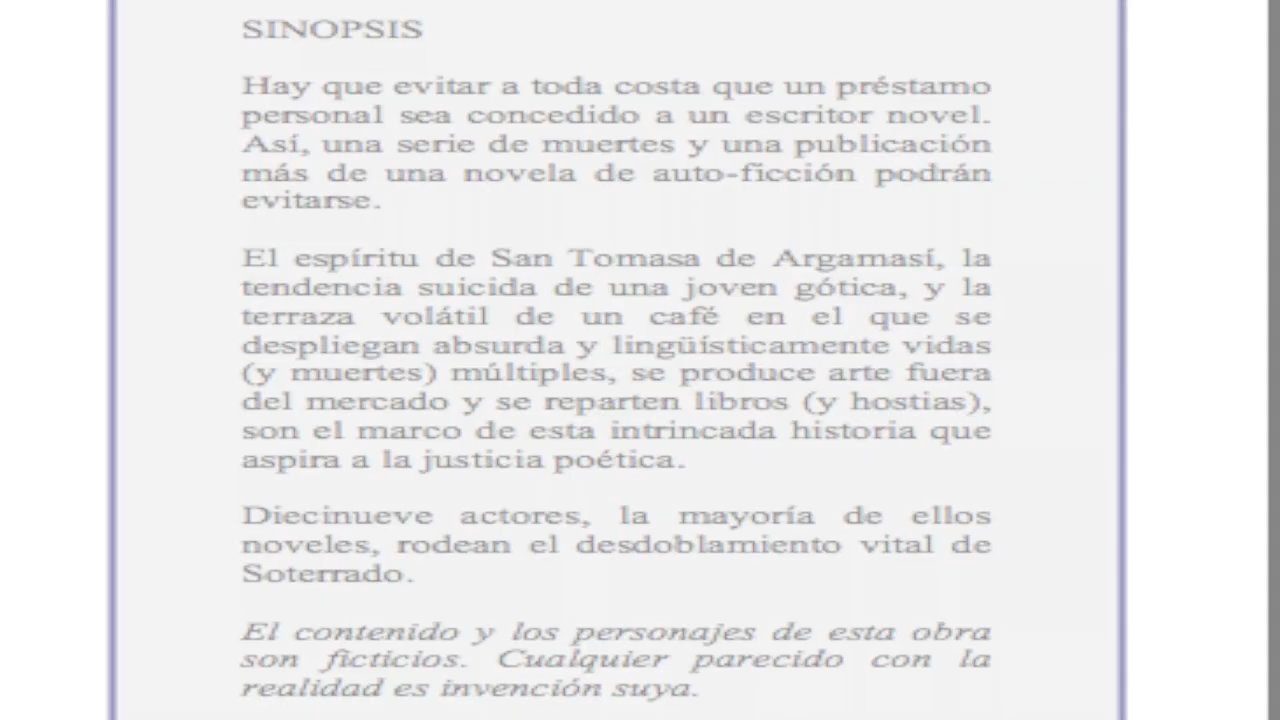 SINOPSIS
Hay que evitar a toda costa que un préstamo
personal sea concedido a un escritor novel.
Así, una serie de muertes y una publicación
más de una novela de auto-ficción podrán
evitarse.
El espíritu de San Tomasa de Argamasí, la
tendencia suicida de una joven gótica, y la
terraza volátil de un café en el que se
despliegan absurda y lingüísticamente vidas
(y muertes) múltiples, se produce arte fuera
del mercado y se reparten libros (y hostias),
son el marco de esta intrincada historia que
aspira a la justicia poética.
Diecinueve actores, la mayoría de ellos
noveles, rodean el desdoblamiento vital de
Soterrado.
El contenido y los personajes de esta obra
son ficticios. Cualquier parecido con la
realidad es invención suya.